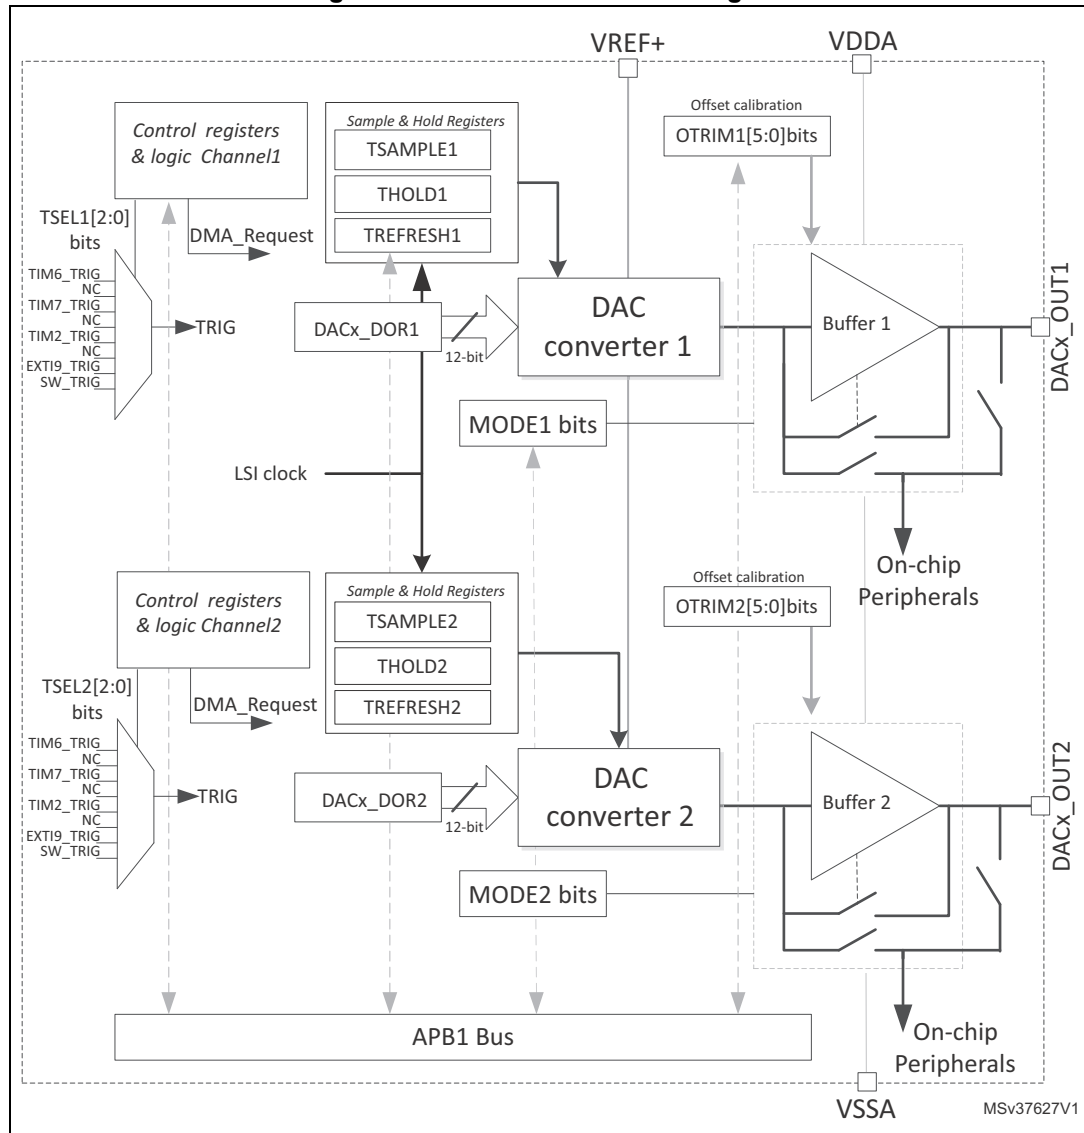 VREF+
VDDA
Control registers
& logic Channel1
Sample & Hold Registers
TSAMPLE1
THOLD1
TREFRESH1
Offset calibration
OTRIM1[5:0]bits
TSEL1[2:0]
bits
DMA_Request
TIM6_TRIG
NC
TIM7_TRIG
NC
TIM2_TRIG
NC
EXTI9_TRIG
SW_TRIG
TRIG
DACx_DOR1
12-bit
DAC
converter 1
Buffer 1
DACx_OUT1
MODE1 bits
LSI clock
On-chip
Peripherals
Control registers
& logic Channel2
Sample & Hold Registers
TSAMPLE2
THOLD2
TREFRESH2
Offset calibration
OTRIM2[5:0]bits
TSEL2[2:0]
bits
DMA_Request
TIM6_TRIG
NC
TIM7_TRIG
NC
TIM2_TRIG
NC
EXTI9_TRIG
SW_TRIG
TRIG
DACx_DOR2
12-bit
DAC
converter 2
Buffer 2
DACx_OUT2
MODE2 bits
On-chip
Peripherals
APB1 Bus
VSSA
MSv37627V1